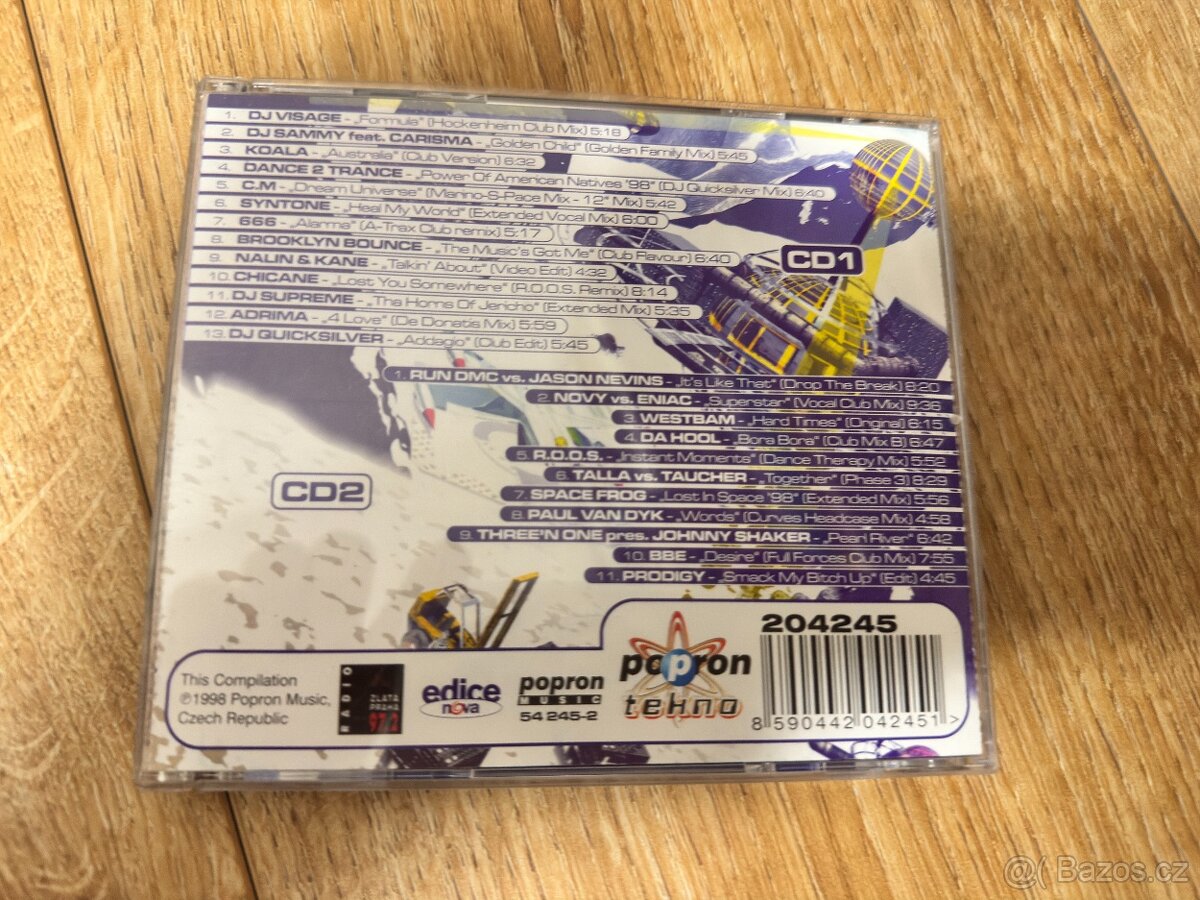 1. DJ VISAGE - „Formula" (Hockenheim Club Mix) 5:18
2. DJ SAMMY feat. CARISMA - „Golden Child" (Golden Family Mix) 5:45
3. KOALA - „Australia" (Club Version) 6:32
4. DANCE 2 TRANCE - „Power Of American Natives '98" (DJ Quicksilver Mix) 6:40
5. C.M - „Dream Universe" (Menno-S-Pace Mix - 12" Mix) 5:42
6. SYNTONE - „Heal My World" (Extended Vocal Mix) 6:00
7. 666 - „Alarma" (A-Trax Club remix) 5:17
8. BROOKLYN BOUNCE - „The Music's Got Me" (Club Flavour) 6:40
9. NALIN & KANE - „Talkin' About" (Video Edit) 4:32
10. CHICANE - „Lost You Somewhere" (R.O.O.S. Remix) 8:14
11. DJ SUPREME - „Tha Horns Of Jericho" (Extended Mix) 5:35
12. ADRIMA - „4 Love" (De Donatis Mix) 5:59
13. DJ QUICKSILVER - „Addagio" (Club Edit) 5:45
CD1
1. RUN DMC vs. JASON NEVINS - „It's Like That" (Drop The Break) 8:20
2. NOVY vs. ENIAC - „Superstar" (Vocal Club Mix) 9:36
3. WESTBAM - „Hard Times" (Original) 6:15
4. DA HOOL - „Bora Bora" (Club Mix B) 6:47
5. R.O.O.S. - „Instant Moments" (Dance Therapy Mix) 5:52
6. TALLA vs. TAUCHER - „Together" (Phase 3) 8:29
7. SPACE FROG - „Lost In Space '98" (Extended Mix) 5:56
8. PAUL VAN DYK - „Words" (Curves Headcase Mix) 4:58
9. THREE'N ONE pres. JOHNNY SHAKER - „Pearl River" 6:42
10. BBE - „Desire" (Full Forces Club Mix) 7:55
11. PRODIGY - „Smack My Bitch Up" (Edit) 4:45
CD2
This Compilation
℗1998 Popron Music,
Czech Republic
RADIO
ZLATA
PRAHA
97.2
edice
nova
popron
MUSIC
54 245-2
popron
tekno
204245
8 590442 042451 >
@( Bazos.cz